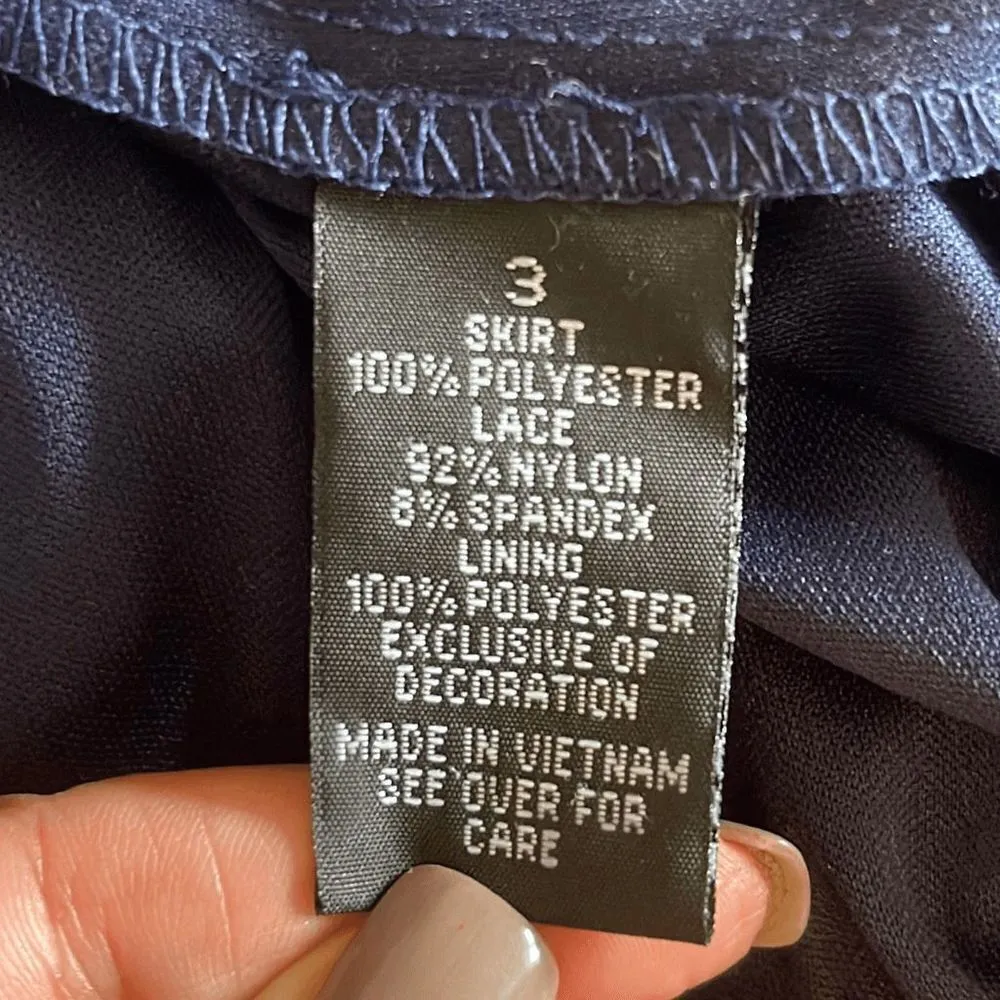 3
SKIRT
100% POLYESTER
LACE
92% NYLON
8% SPANDEX
LINING
100% POLYESTER
EXCLUSIVE OF
DECORATION
MADE IN VIETNAM
SEE OVER FOR
CARE